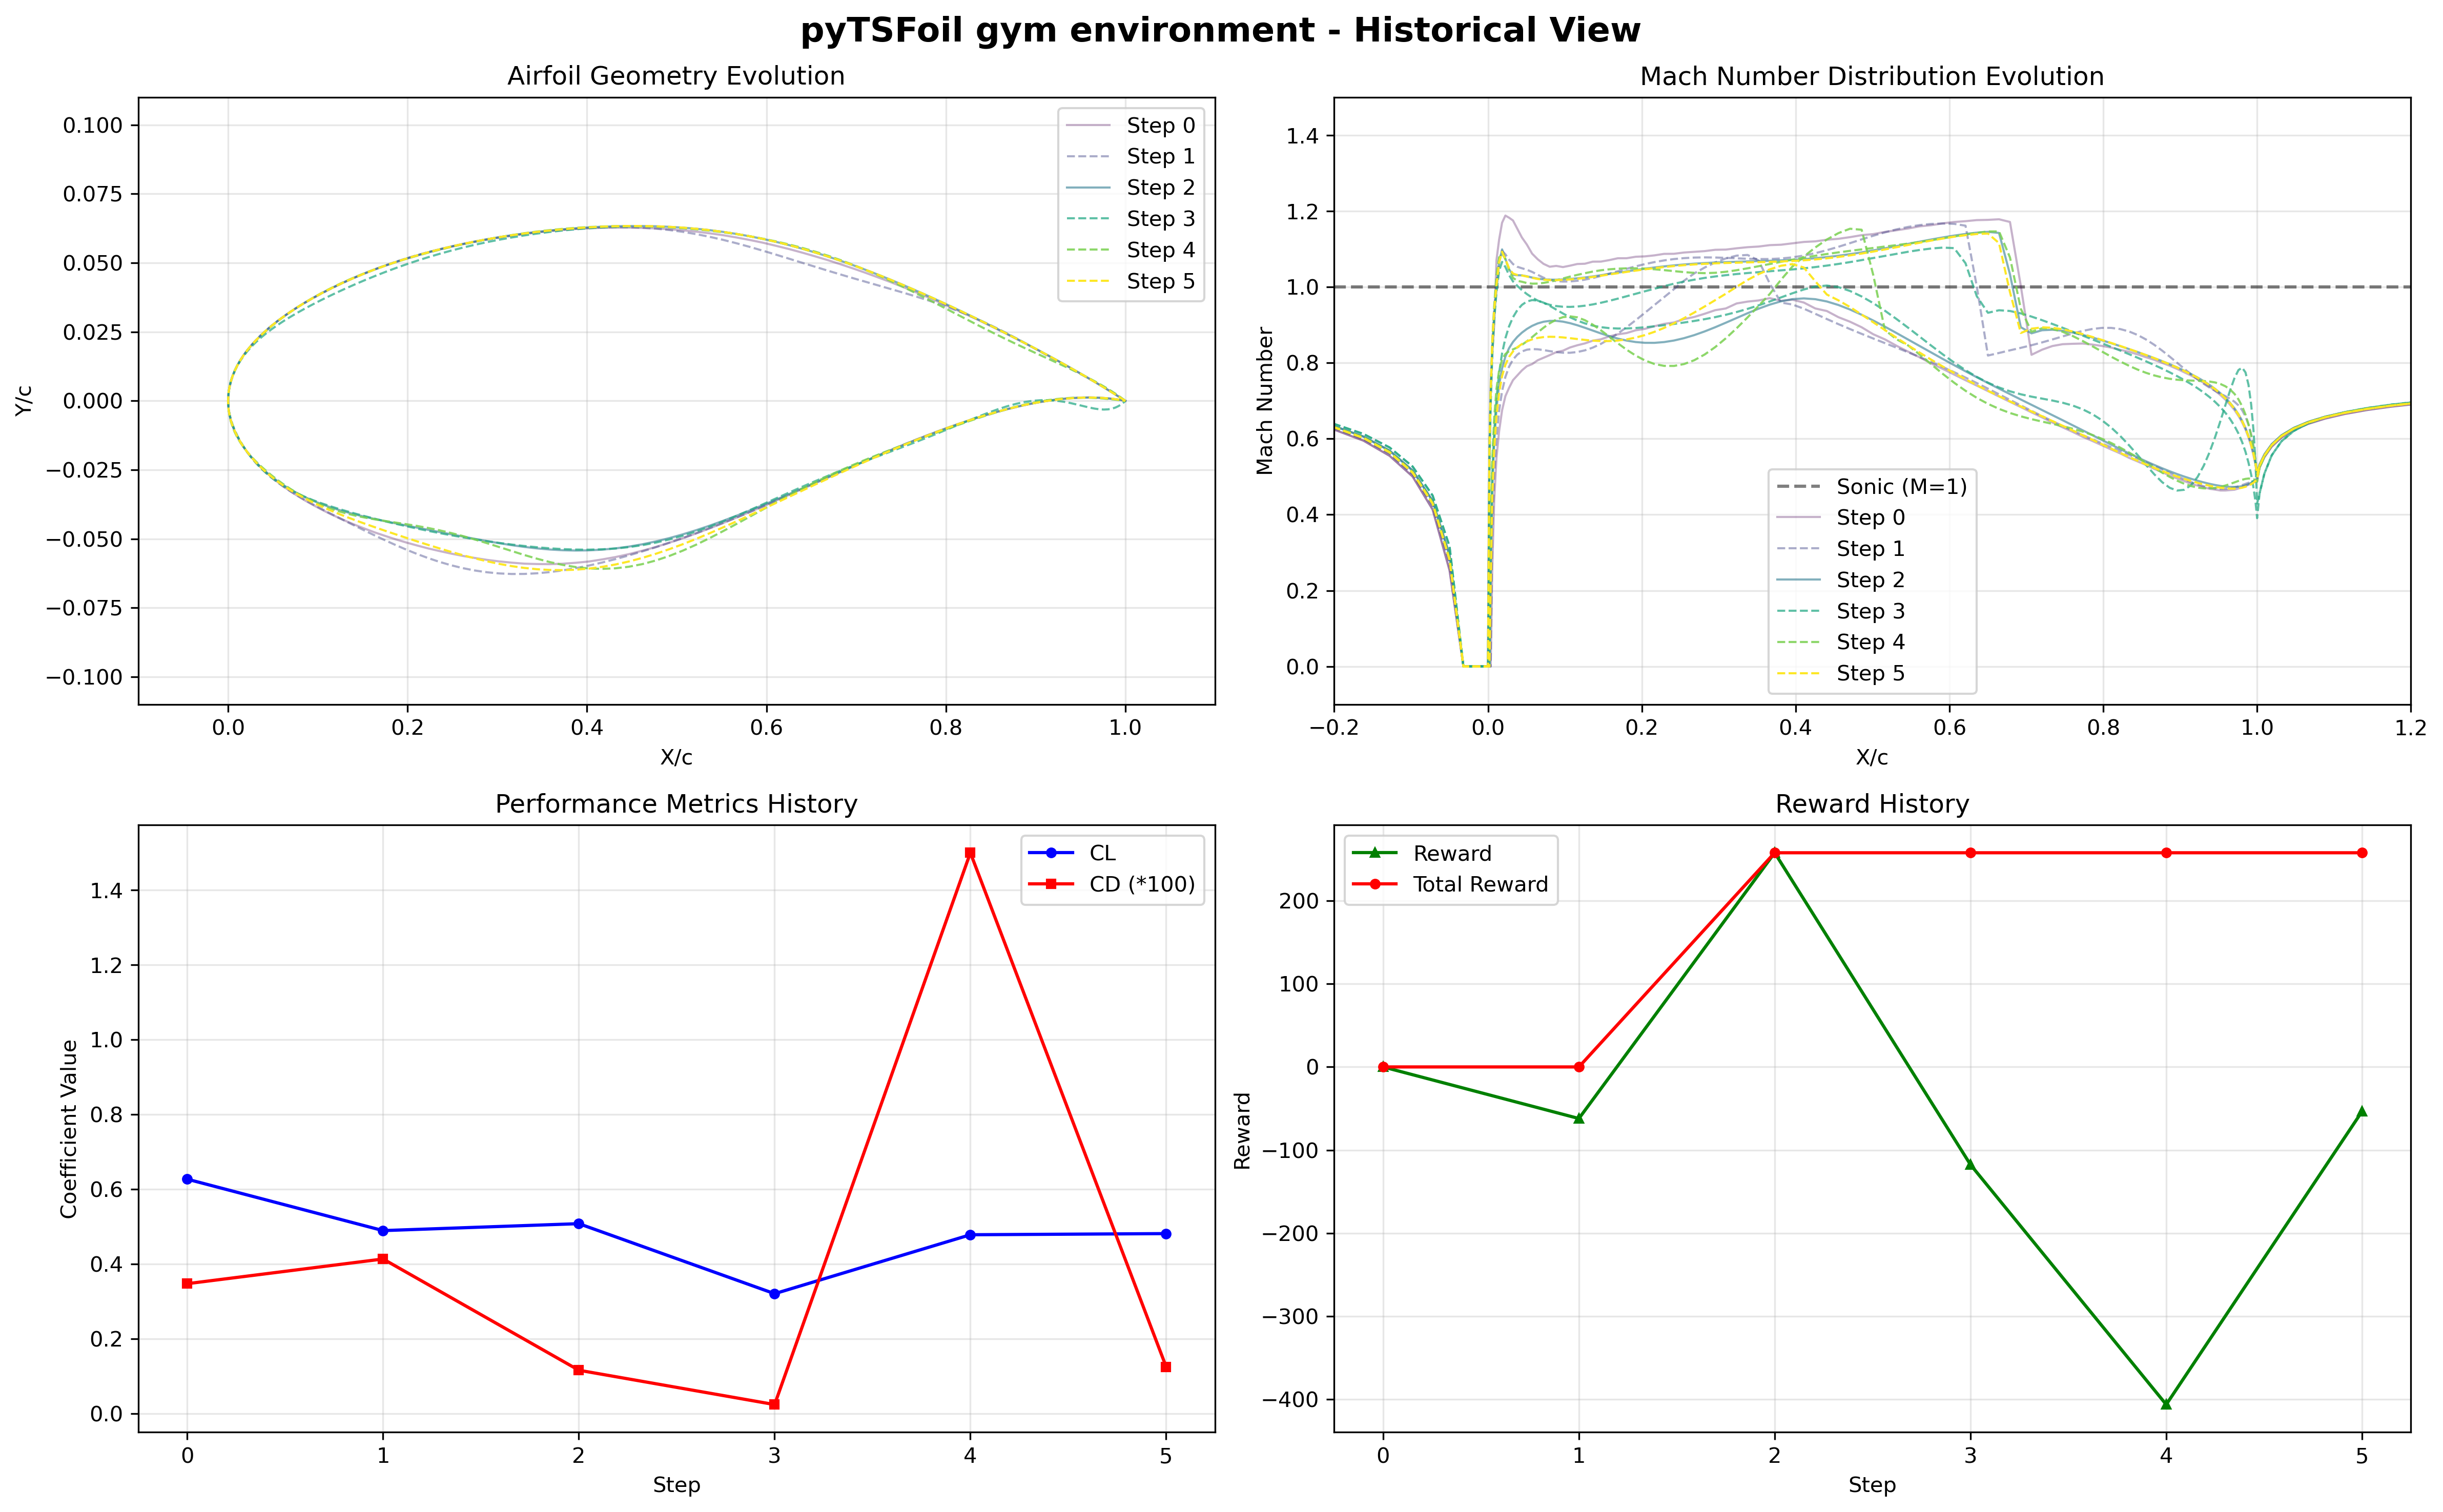 pyTSFoil gym environment - Historical View
Airfoil Geometry Evolution
0.100
0.075
0.050
0.025
0.000
−0.025
−0.050
−0.075
−0.100
Y/c
0.0 0.2 0.4 0.6 0.8 1.0
X/c
Step 0
Step 1
Step 2
Step 3
Step 4
Step 5
Mach Number Distribution Evolution
1.4
1.2
1.0
0.8
0.6
0.4
0.2
0.0
Mach Number
−0.2 0.0 0.2 0.4 0.6 0.8 1.0 1.2
X/c
Sonic (M=1)
Step 0
Step 1
Step 2
Step 3
Step 4
Step 5
Performance Metrics History
1.4
1.2
1.0
0.8
0.6
0.4
0.2
0.0
Coefficient Value
0 1 2 3 4 5
Step
CL
CD (*100)
Reward History
200
100
0
−100
−200
−300
−400
Reward
0 1 2 3 4 5
Step
Reward
Total Reward